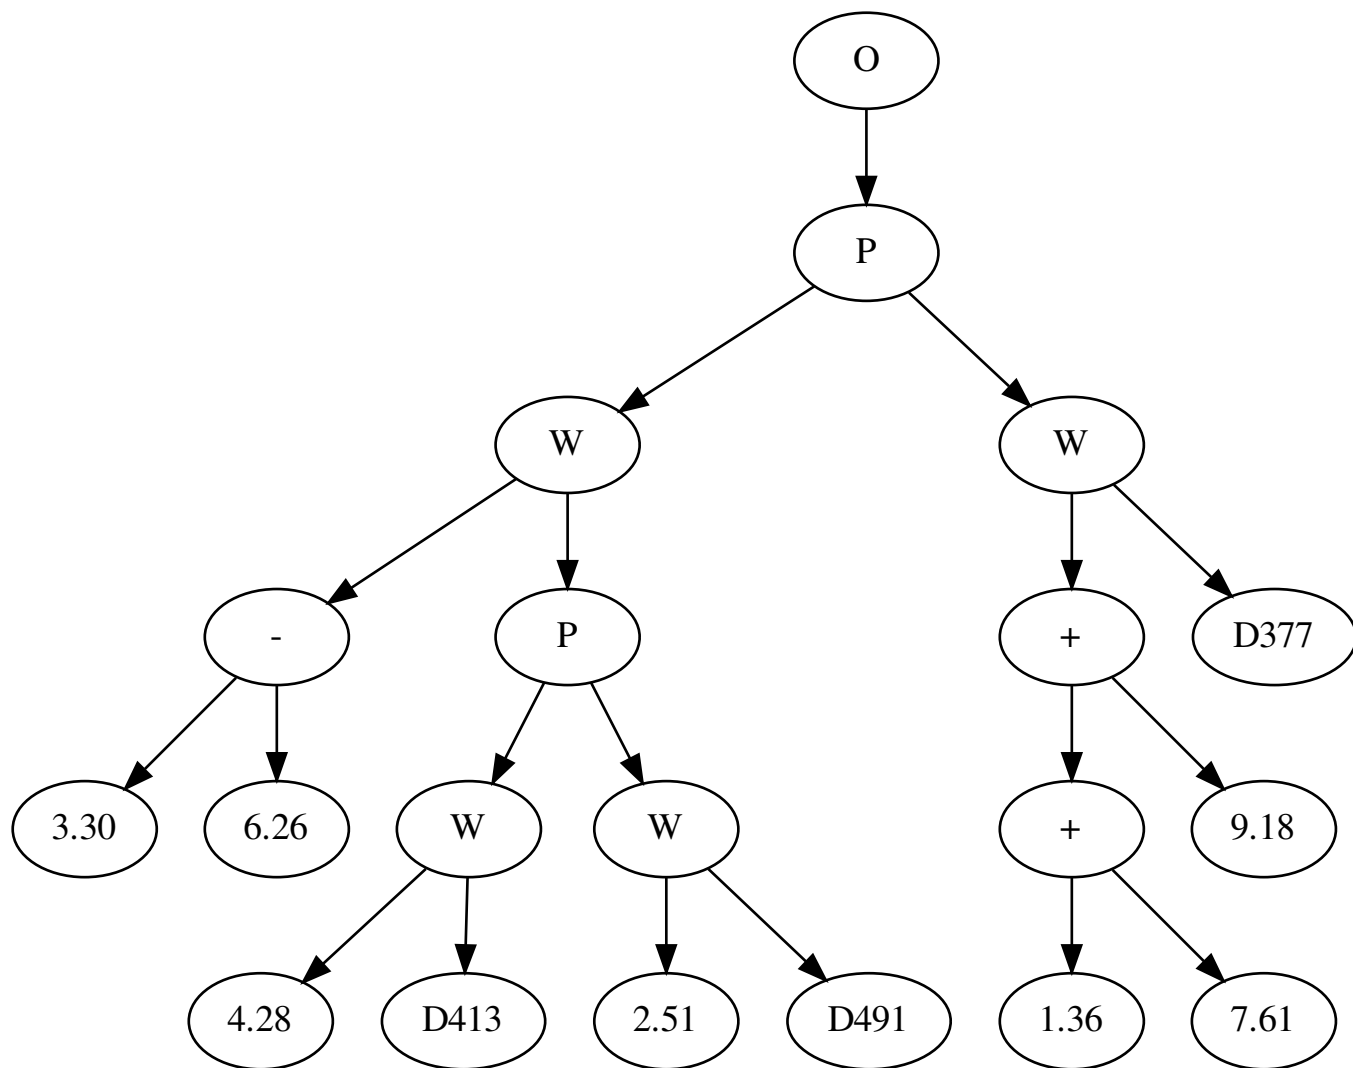 O
P
W W
- P + D377
3.30 6.26 W W + 9.18
4.28 D413 2.51 D491 1.36 7.61